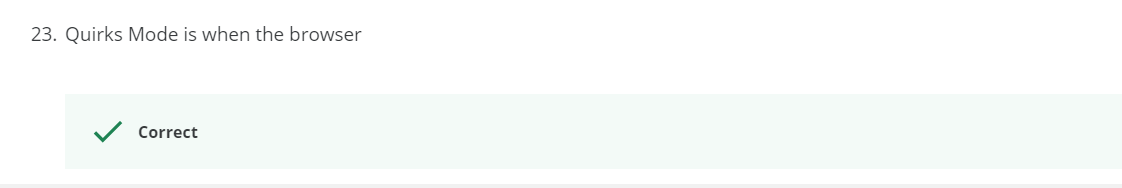 23. Quirks Mode is when the browser
Correct